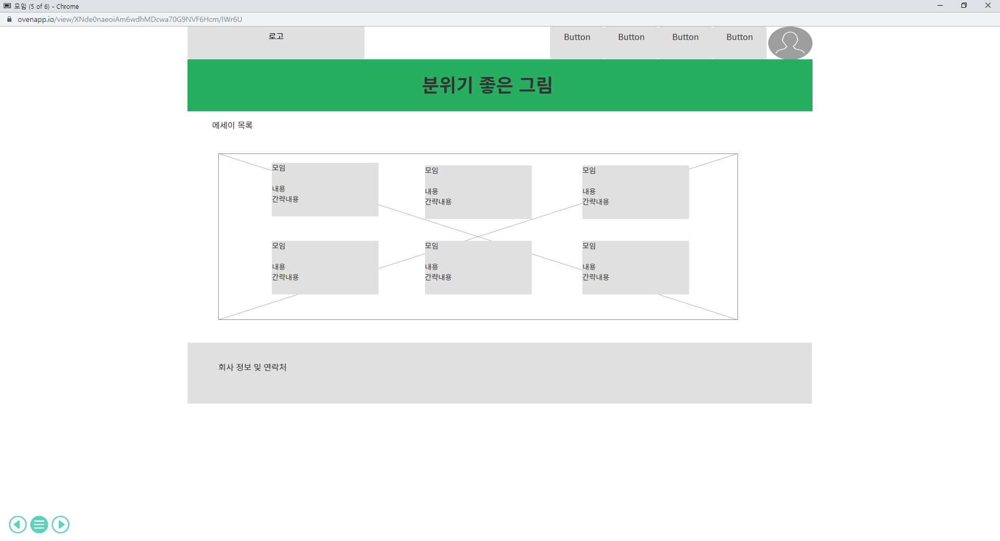 모임 (5 of 6) - Chrome
ovenapp.io/view/XNde0naeoiAm6wdhMDcwa70G9NVF6Hcm/IWr6U
로고
Button Button Button Button
분위기 좋은 그림
에세이 목록
모임
내용
간략내용
모임
내용
간략내용
모임
내용
간략내용
모임
내용
간략내용
모임
내용
간략내용
모임
내용
간략내용
회사 정보 및 연락처